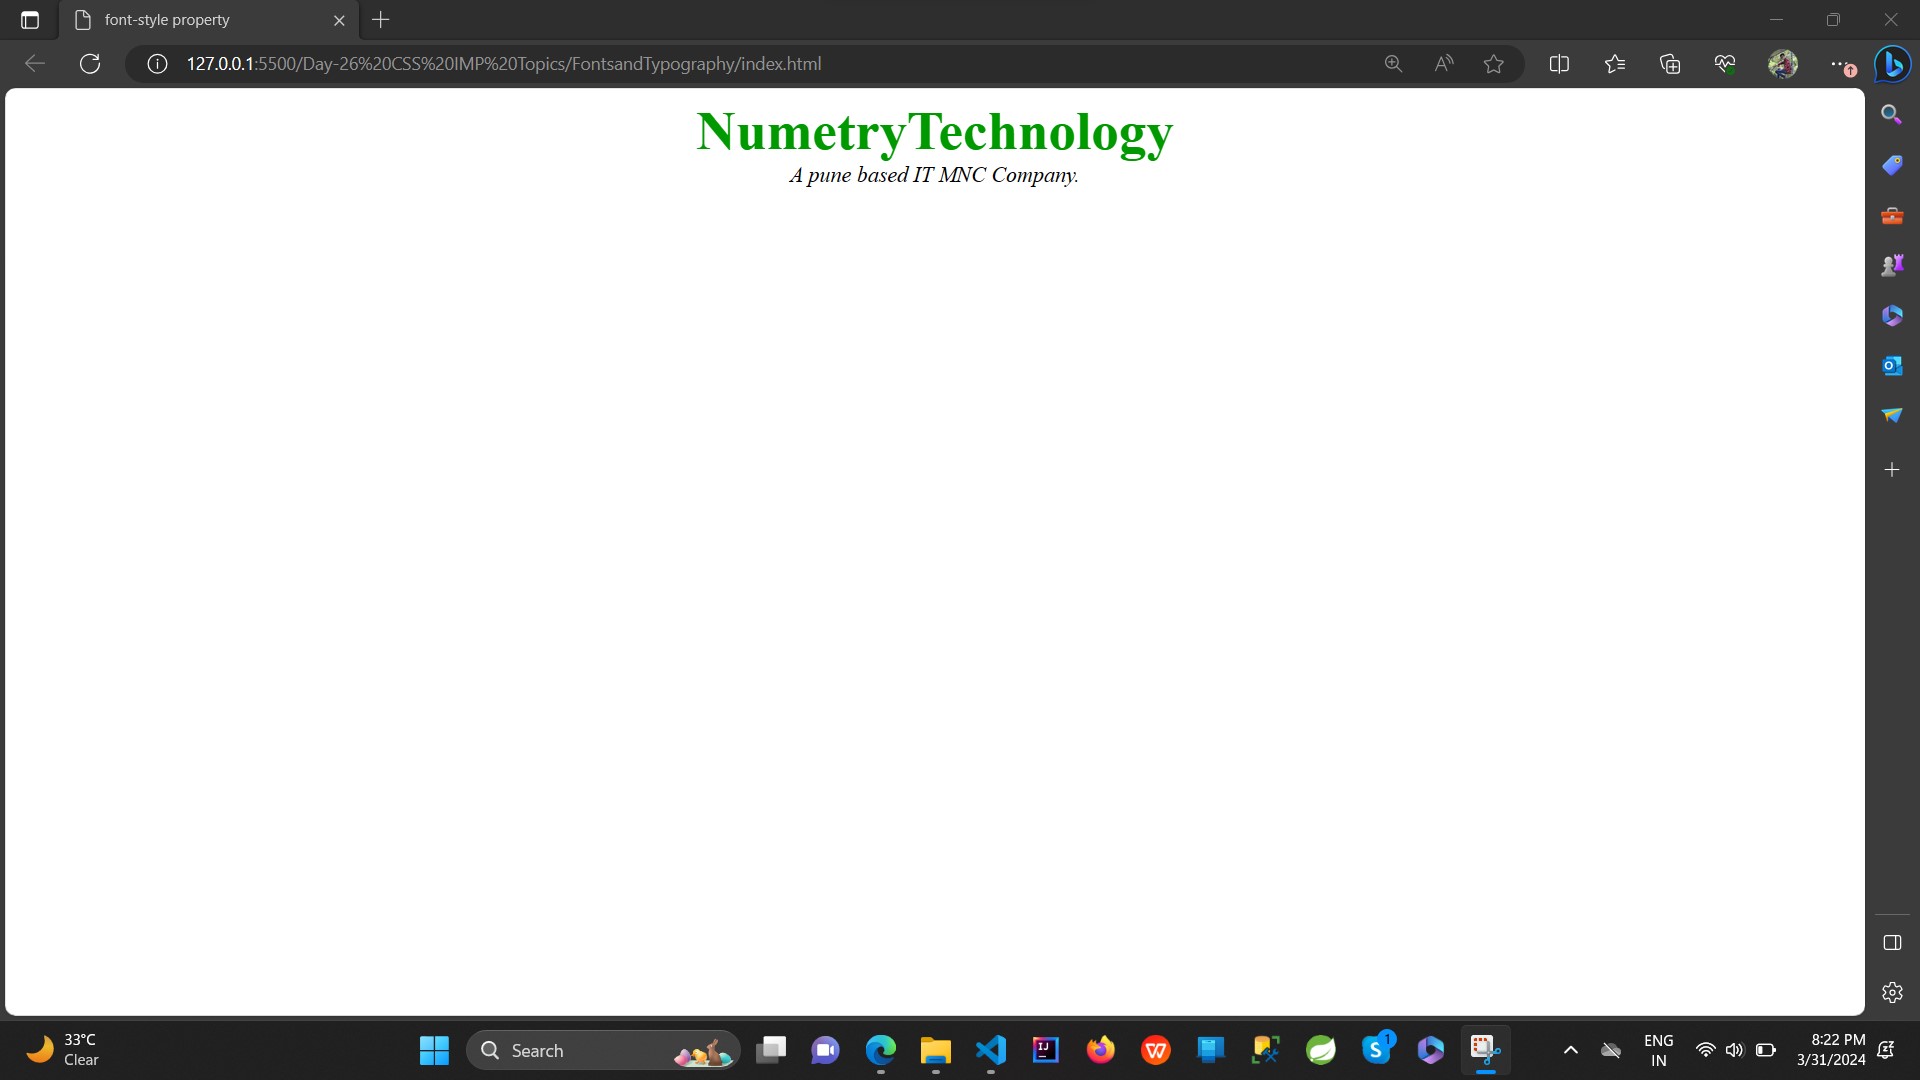 font-style property
127.0.0.1:5500/Day-26%20CSS%20IMP%20Topics/FontsandTypography/index.html
NumetryTechnology
A pune based IT MNC Company.
33°C
Clear
Search
1
ENG
IN
8:22 PM
3/31/2024